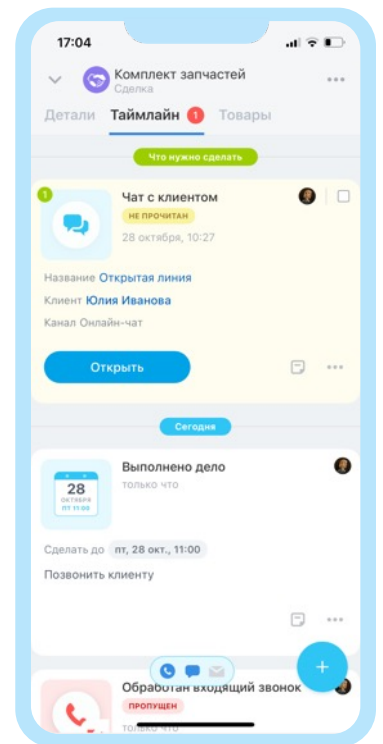 17:04
Комплект запчастей
Сделка
Детали Таймлайн 1 Товары
Что нужно сделать
1
Чат с клиентом
НЕ ПРОЧИТАН
28 октября, 10:27
Название Открытая линия
Клиент Юлия Иванова
Канал Онлайн-чат
Открыть
Сегодня
Выполнено дело
только что
28
ОКТЯБРЯ
ПТ 11:00
Сделать до пт, 28 окт., 11:00
Позвонить клиенту
+
Обработан входящий звонок
ПРОПУЩЕН
только что